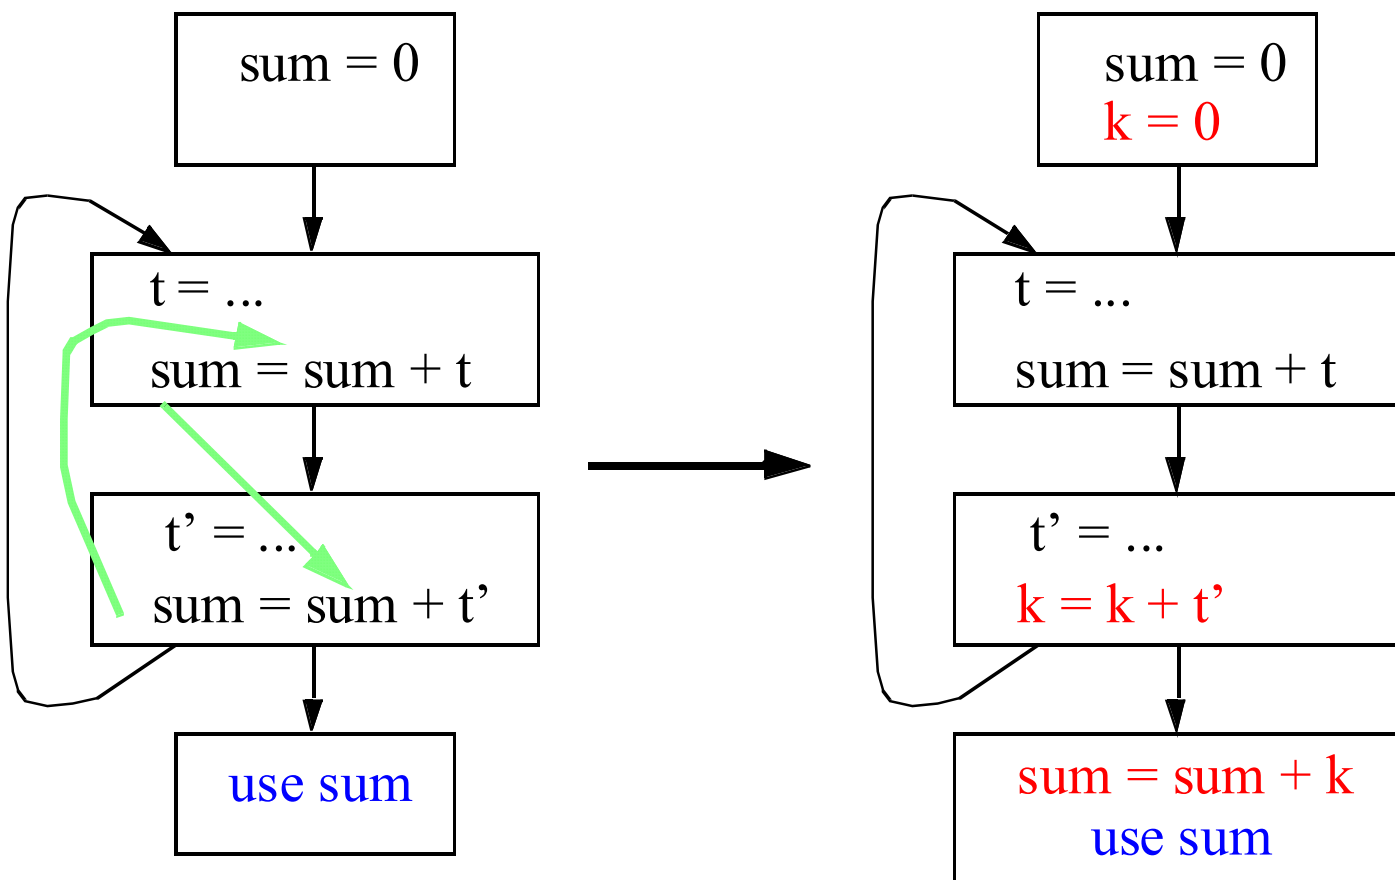 sum = 0
t = ...
sum = sum + t
t’ = ...
sum = sum + t’
use sum
sum = 0
k = 0
t = ...
sum = sum + t
t’ = ...
k = k + t’
sum = sum + k
use sum